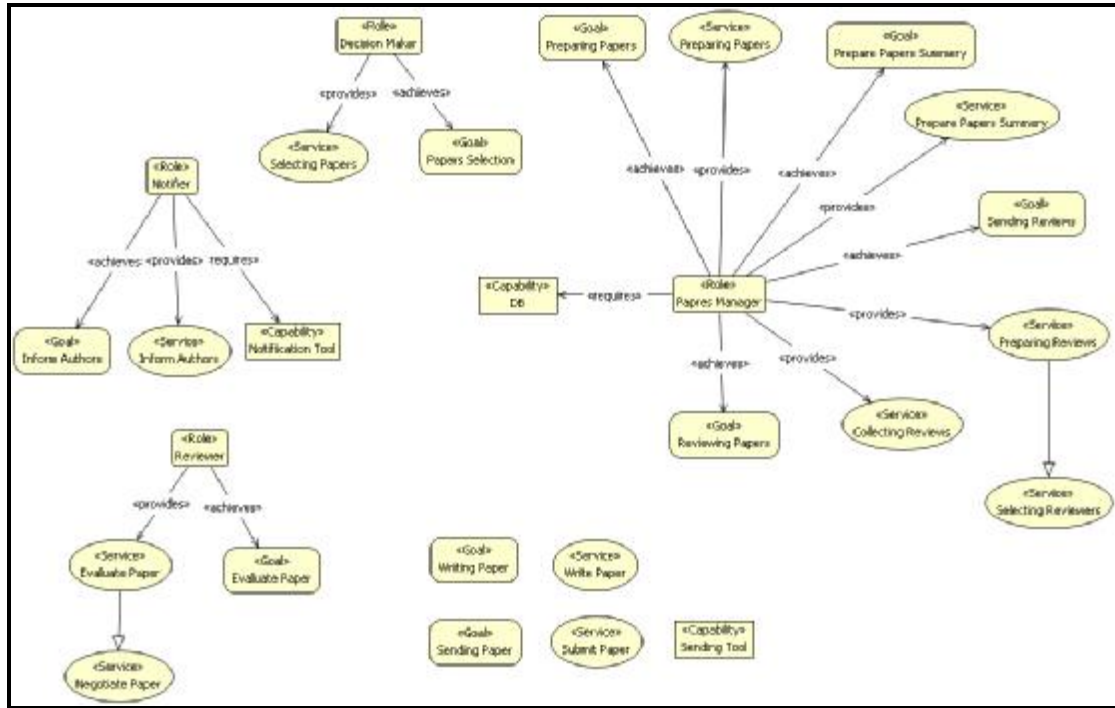 «Role»
Decision Maker
«provides»
«achieves»
«Service»
Selecting Papers
«Goal»
Papers Selection
«Goal»
Preparing Papers
«Service»
Preparing Papers
«Goal»
Prepare Papers Summary
«Service»
Prepare Papers Summary
«achieves»
«provides»
«achieves»
«provides»
«Goal»
Sending Reviews
«achieves»
«Role»
Notifier
«achieves
«provides»
requires»
«Goal»
Inform Authors
«Service»
Inform Authors
«Capability»
Notification Tool
«Capability»
DB
«requires»
«Role»
Papres Manager
«provides»
«Service»
Preparing Reviews
«achieves»
«provides»
«Goal»
Reviewing Papers
«Service»
Collecting Reviews
«Service»
Selecting Reviewers
«Role»
Reviewer
«provides»
«achieves»
«Service»
Evaluate Paper
«Goal»
Evaluate Paper
«Service»
Negotiate Paper
«Goal»
Writing Paper
«Service»
Write Paper
«Goal»
Sending Paper
«Service»
Submit Paper
«Capability»
Sending Tool